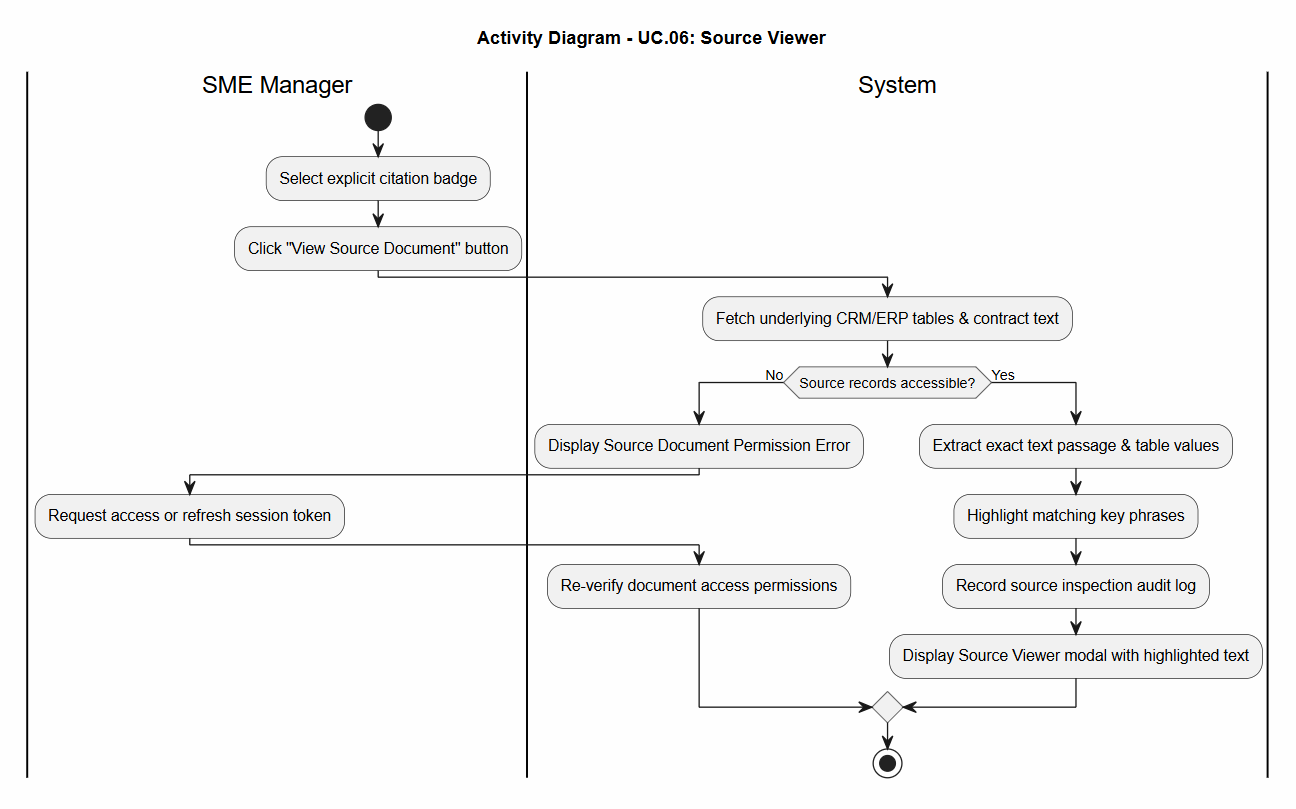 Activity Diagram - UC.06: Source Viewer
SME Manager
System
Select explicit citation badge
Click "View Source Document" button
Fetch underlying CRM/ERP tables & contract text
No
Source records accessible?
Yes
Display Source Document Permission Error
Extract exact text passage & table values
Request access or refresh session token
Highlight matching key phrases
Re-verify document access permissions
Record source inspection audit log
Display Source Viewer modal with highlighted text